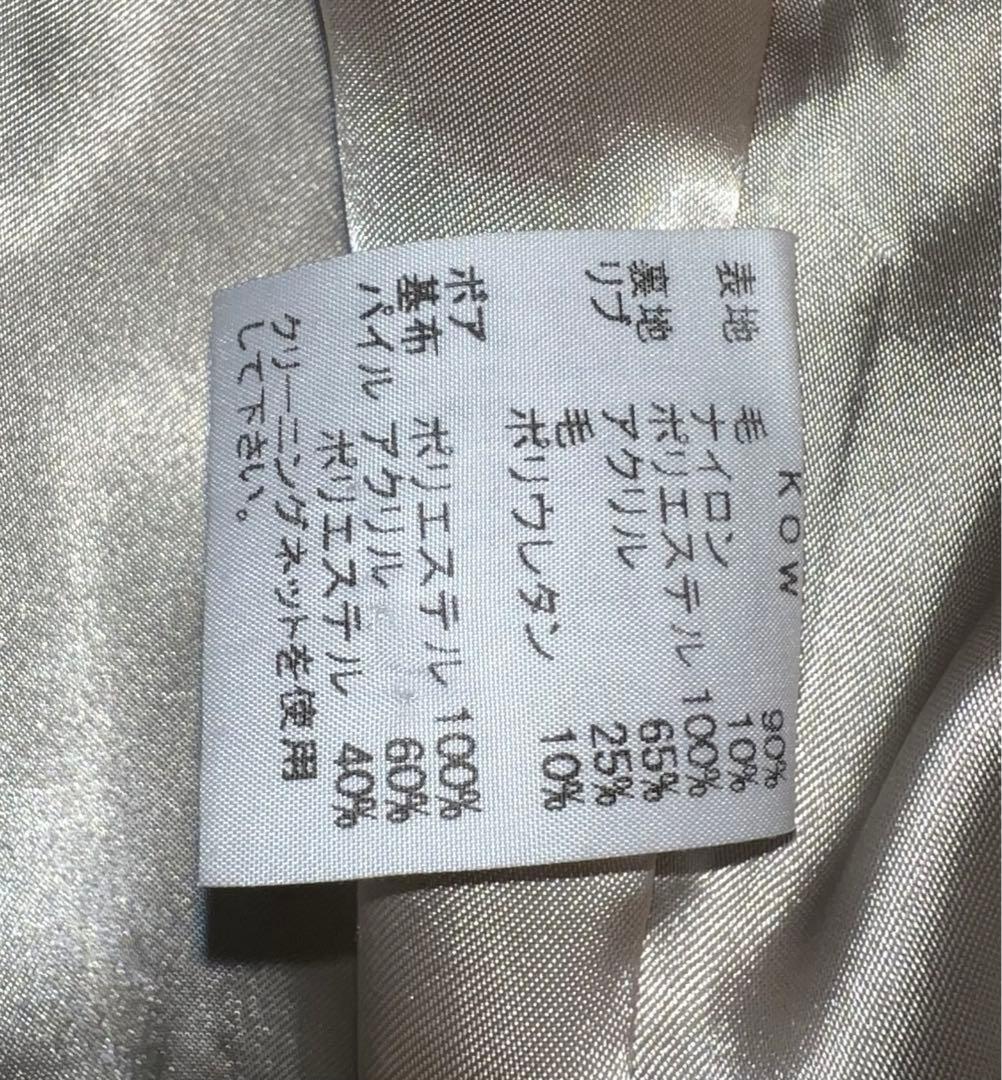 KOW
表地 毛 90%
ナイロン 10%
裏地 ポリエステル 100%
リブ アクリル 65%
毛 25%
ポリウレタン 10%
ボア
基布 ポリエステル 100%
パイル アクリル 60%
ポリエステル 40%
クリーニングネットを使用
して下さい。